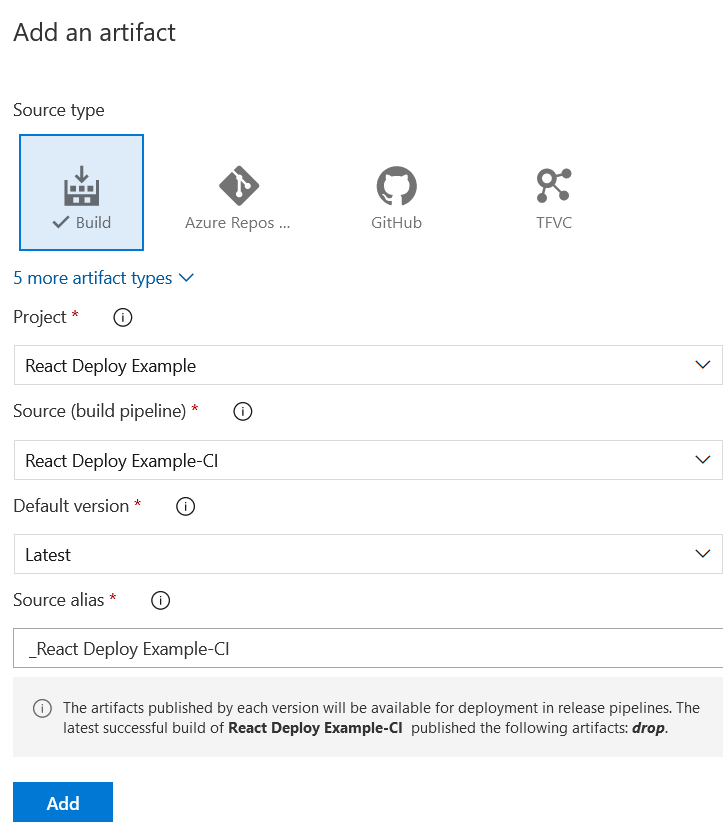 Add an artifact
Source type
Build
Azure Repos ...
GitHub
TFVC
5 more artifact types
Project *
React Deploy Example
Source (build pipeline) *
React Deploy Example-CI
Default version *
Latest
Source alias *
_React Deploy Example-CI
The artifacts published by each version will be available for deployment in release pipelines. The
latest successful build of React Deploy Example-CI published the following artifacts: drop.
Add